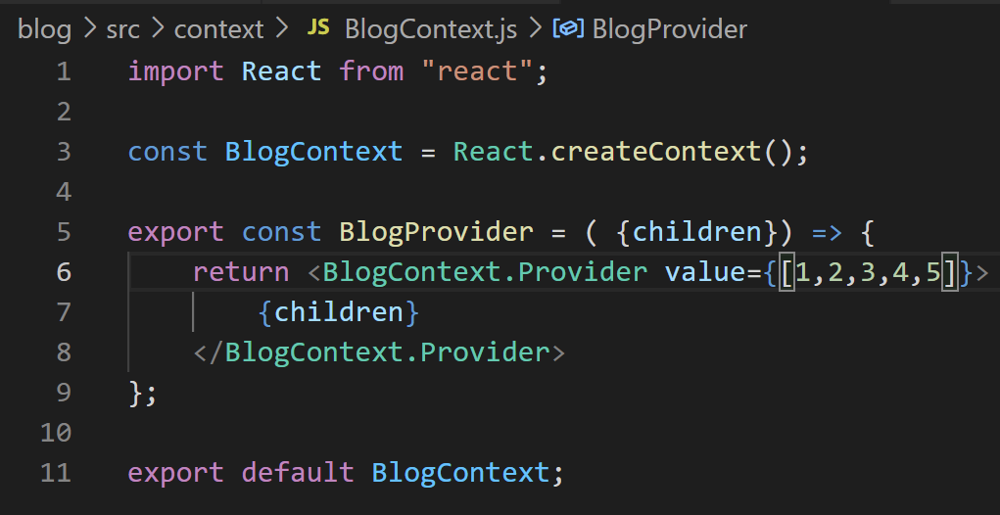 blog > src > context > JS BlogContext.js > BlogProvider
1 import React from "react";
2
3 const BlogContext = React.createContext();
4
5 export const BlogProvider = ( {children}) => {
6 return <BlogContext.Provider value={[1,2,3,4,5]}>
7 {children}
8 </BlogContext.Provider>
9 };
10
11 export default BlogContext;